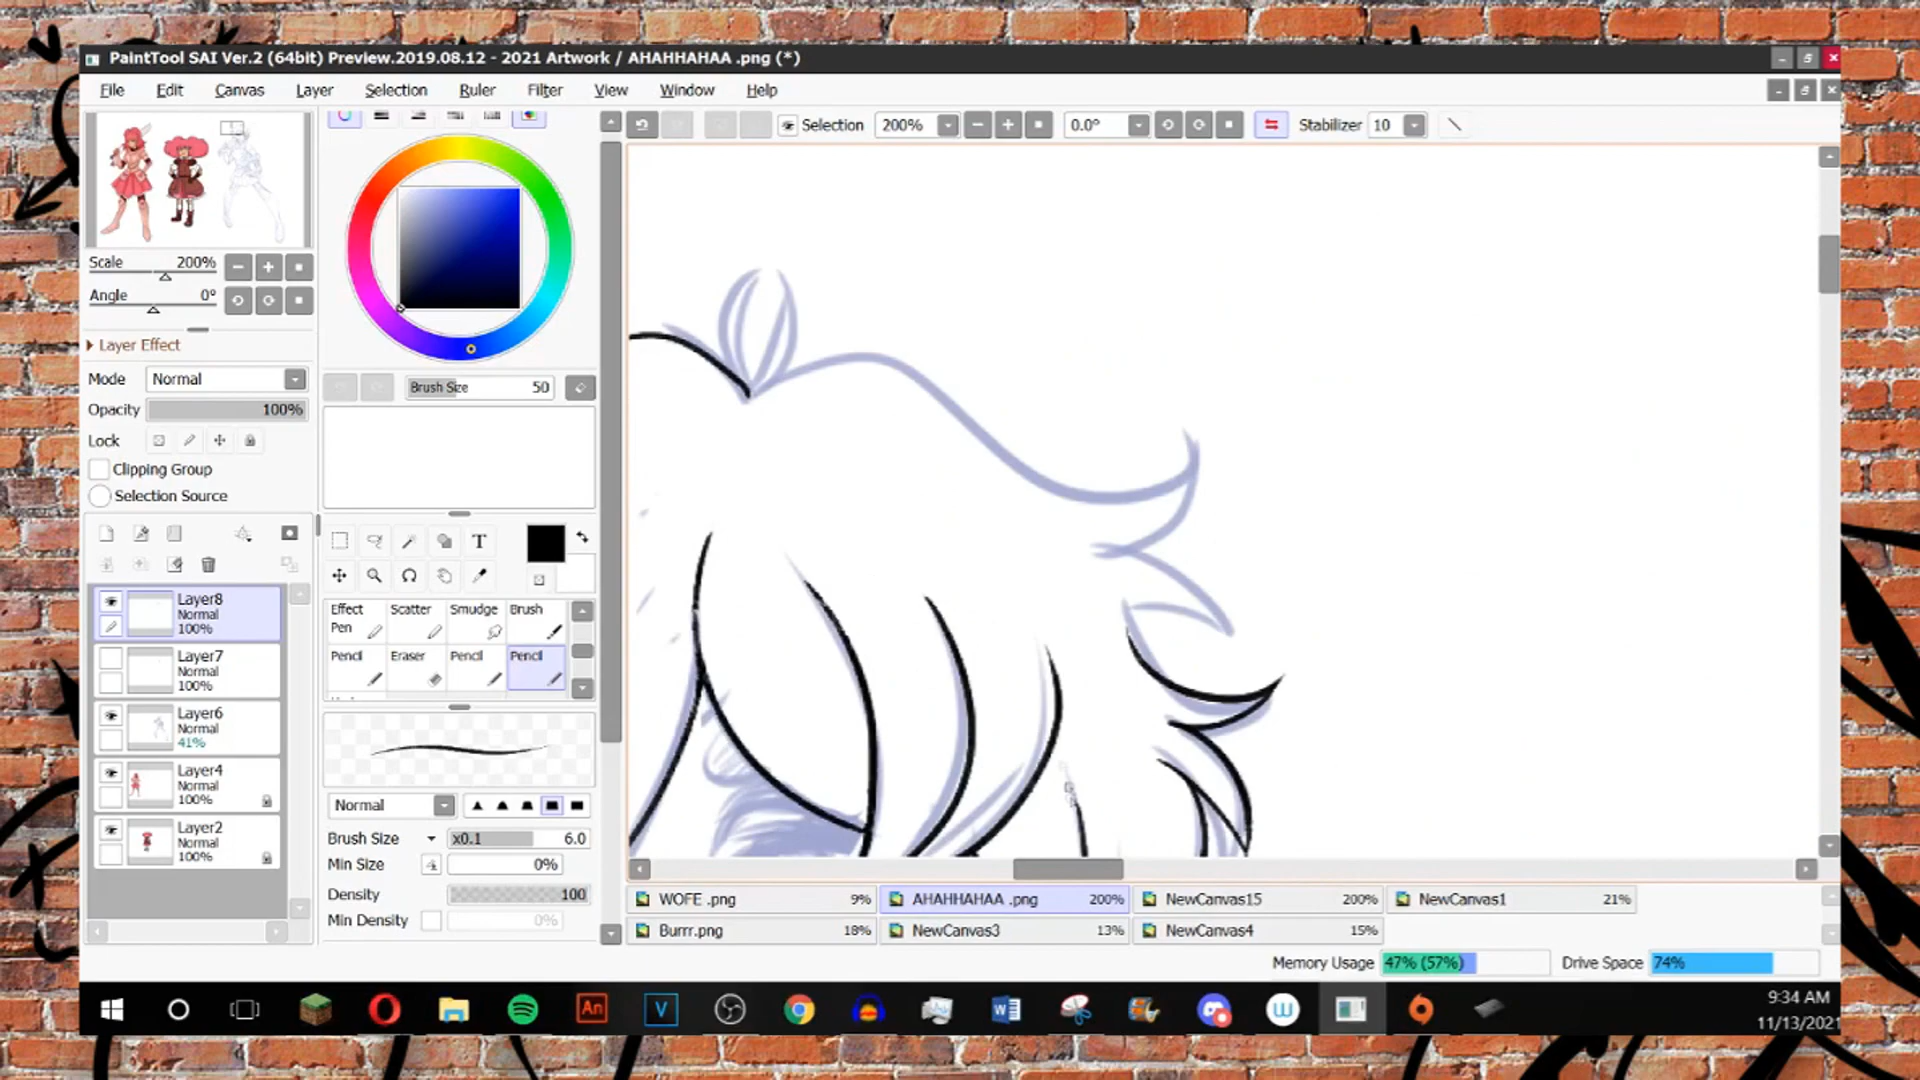 PaintTool SAI Ver.2 (64bit) Preview.2019.08.12 - 2021 Artwork / AHAHHAHAA .png (*)
File Edit Canvas Layer Selection Ruler Filter View Window Help
Selection 200% 0.0° Stabilizer 10
Scale 200%
Angle 0°
Layer Effect
Mode Normal
Opacity 100%
Lock
Clipping Group
Selection Source
Layer8
Normal
100%
Layer7
Normal
100%
Layer6
Normal
41%
Layer4
Normal
100%
Layer2
Normal
100%
Brush Size 50
T
Effect Pen Scatter Smudge Brush
Pencil Eraser Pencil Pencil
Normal
Brush Size x0.1 6.0
Min Size 0%
Density 100
Min Density 0%
WOFE .png 9% AHAHHAHAA .png 200% NewCanvas15 200% NewCanvas1 21%
Burrr.png 18% NewCanvas3 13% NewCanvas4 15%
Memory Usage 47% (57%) Drive Space 74%
An V W W
9:34 AM
11/13/2021